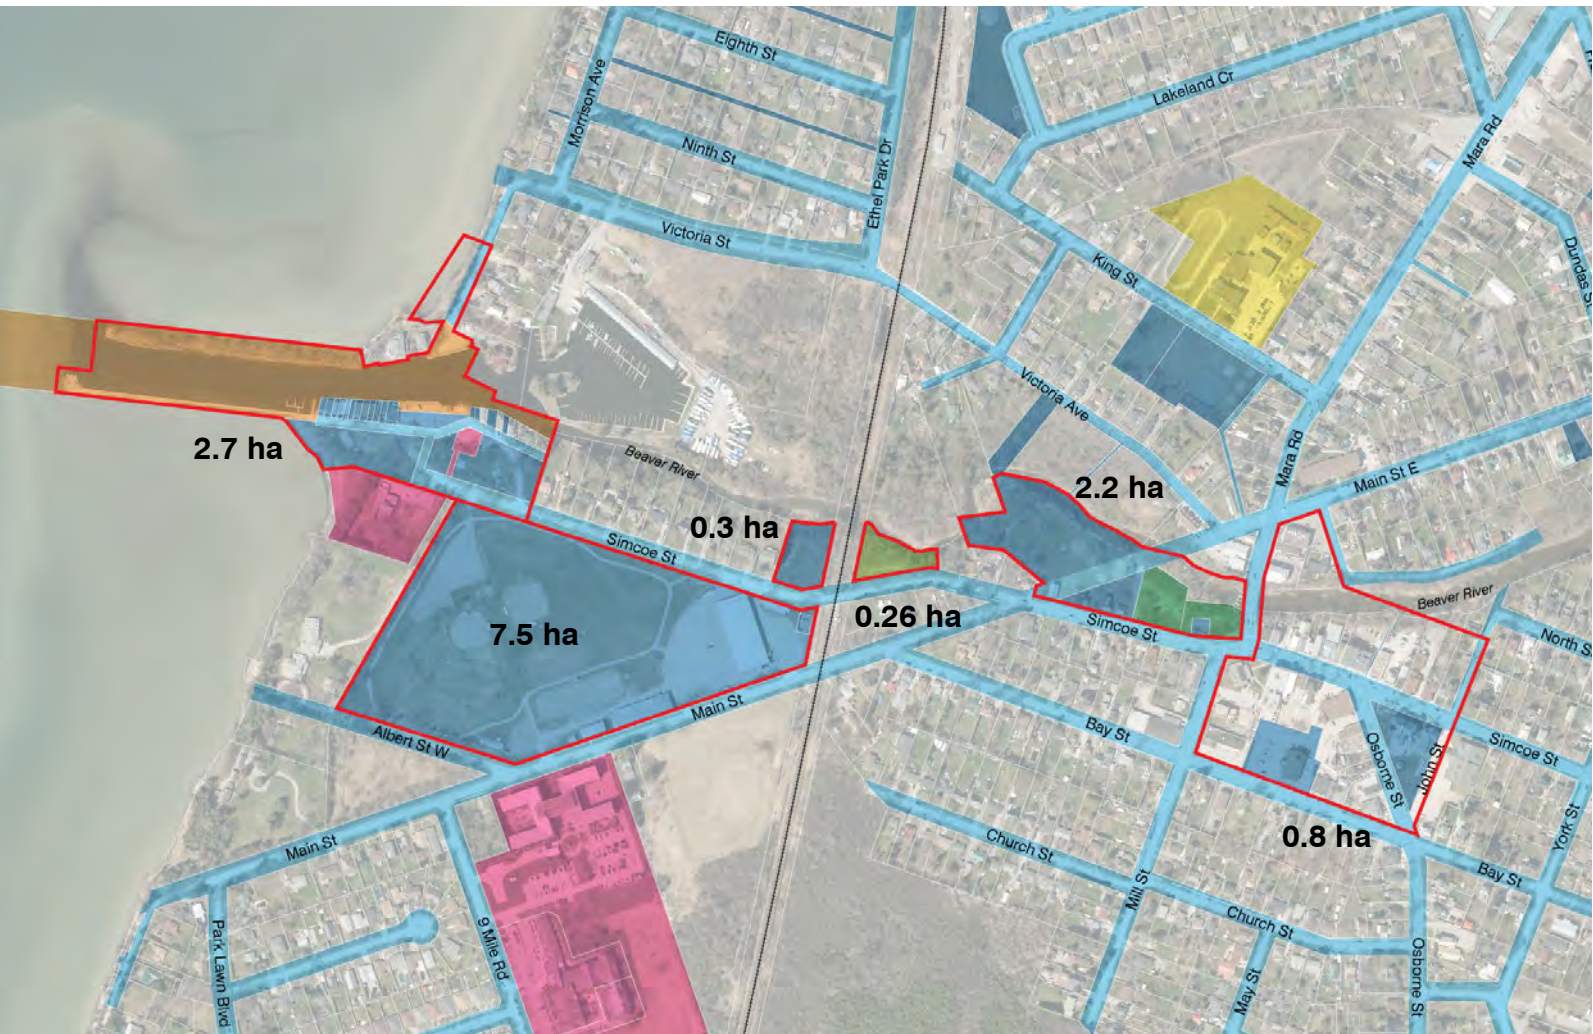 Eighth St
Morrison Ave
Lakeland Cr
Mara Rd
Ninth St
Ethel Park Dr
Victoria St
King St
Dundas S
Victoria Ave
2.7 ha
Beaver River
2.2 ha
Mara Rd
Main St E
0.3 ha
Simcoe St
0.26 ha
Simcoe St
Beaver River
7.5 ha
North S
Main St
Albert St W
Bay St
Osborne St
John St
Simcoe St
0.8 ha
York St
Main St
Church St
Bay St
Mill St
Church St
Park Lawn Blvd
9 Mile Rd
May St
Osborne St